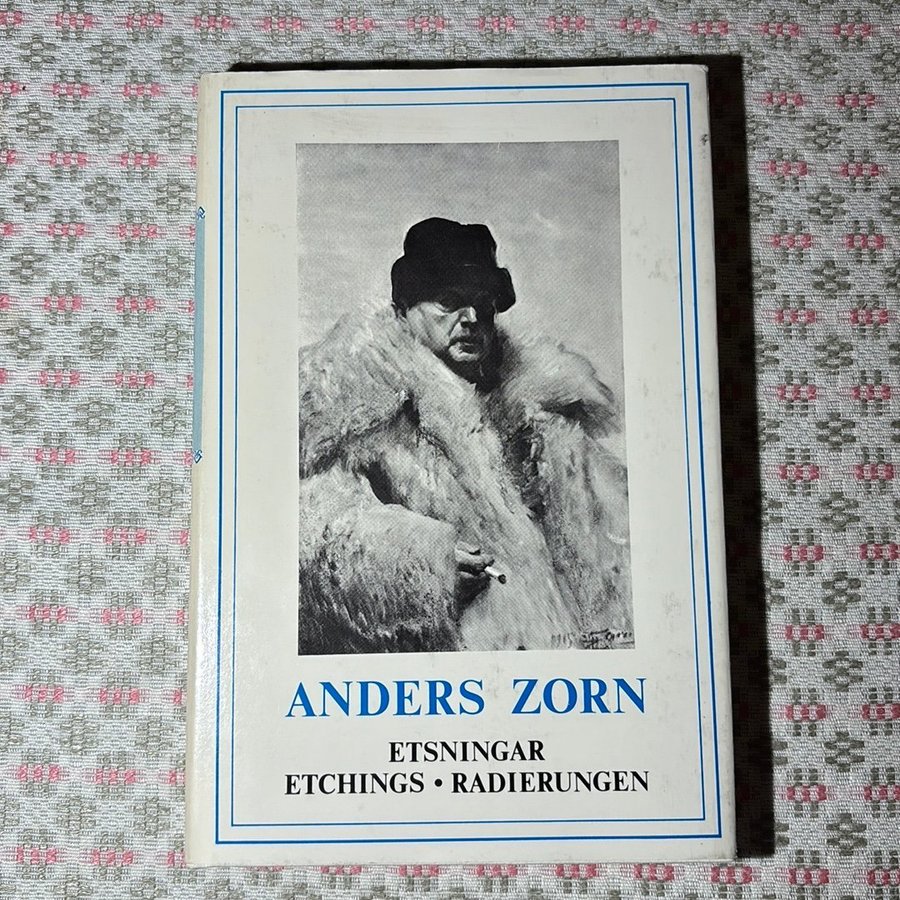 ANDERS ZORN
ETSNINGAR
ETCHINGS • RADIERUNGEN